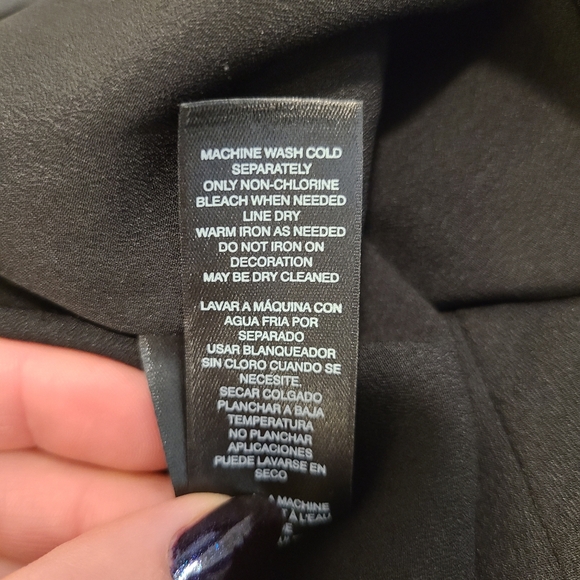 MACHINE WASH COLD
SEPARATELY
ONLY NON-CHLORINE
BLEACH WHEN NEEDED
LINE DRY
WARM IRON AS NEEDED
DO NOT IRON ON
DECORATION
MAY BE DRY CLEANED
LAVAR A MÁQUINA CON
AGUA FRIA POR
SEPARADO
USAR BLANQUEADOR
SIN CLORO CUANDO SE
NECESITE.
SECAR COLGADO
PLANCHAR A BAJA
TEMPERATURA
NO PLANCHAR
APLICACIONES
PUEDE LAVARSE EN
SECO
A MACHINE
À L'EAU